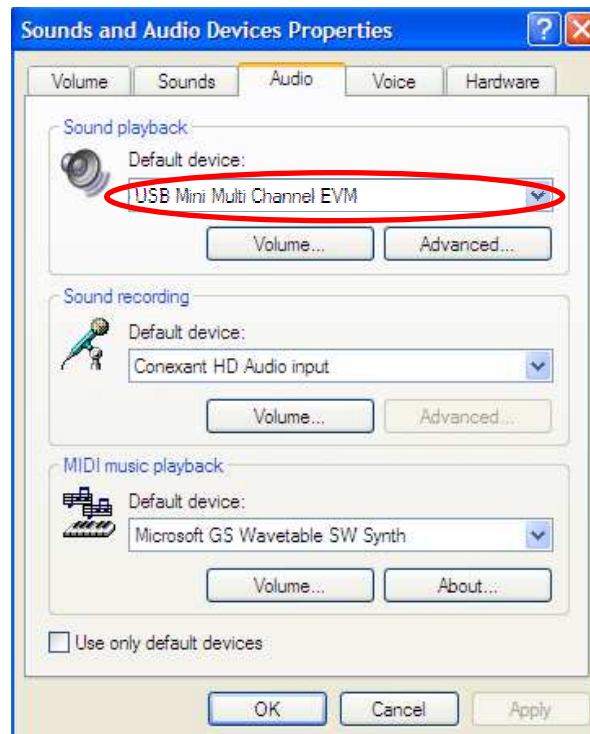 Sounds and Audio Devices Properties
Volume Sounds Audio Voice Hardware
Sound playback
Default device:
USB Mini Multi Channel EVM
Volume... Advanced...
Sound recording
Default device:
Conexant HD Audio input
Volume... Advanced...
MIDI music playback
Default device:
Microsoft GS Wavetable SW Synth
Volume... About...
Use only default devices
OK Cancel Apply